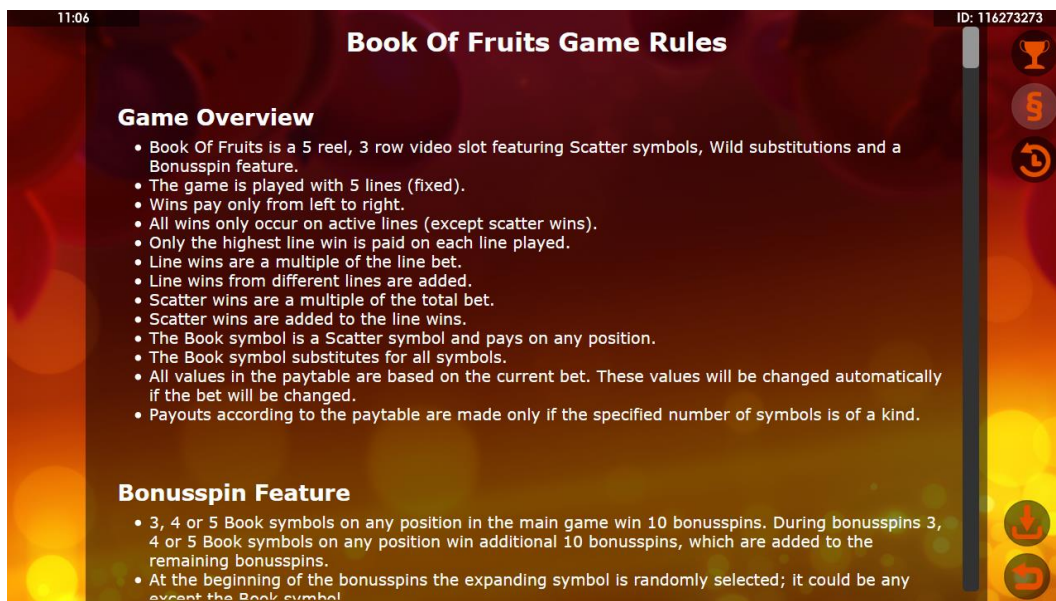 11:06
ID: 116273273
Book Of Fruits Game Rules
Game Overview
• Book Of Fruits is a 5 reel, 3 row video slot featuring Scatter symbols, Wild substitutions and a
Bonusspin feature.
• The game is played with 5 lines (fixed).
• Wins pay only from left to right.
• All wins only occur on active lines (except scatter wins).
• Only the highest line win is paid on each line played.
• Line wins are a multiple of the line bet.
• Line wins from different lines are added.
• Scatter wins are a multiple of the total bet.
• Scatter wins are added to the line wins.
• The Book symbol is a Scatter symbol and pays on any position.
• The Book symbol substitutes for all symbols.
• All values in the paytable are based on the current bet. These values will be changed automatically
if the bet will be changed.
• Payouts according to the paytable are made only if the specified number of symbols is of a kind.
Bonusspin Feature
• 3, 4 or 5 Book symbols on any position in the main game win 10 bonusspins. During bonusspins 3,
4 or 5 Book symbols on any position win additional 10 bonusspins, which are added to the
remaining bonusspins.
• At the beginning of the bonusspins the expanding symbol is randomly selected; it could be any
except the Book symbol
§